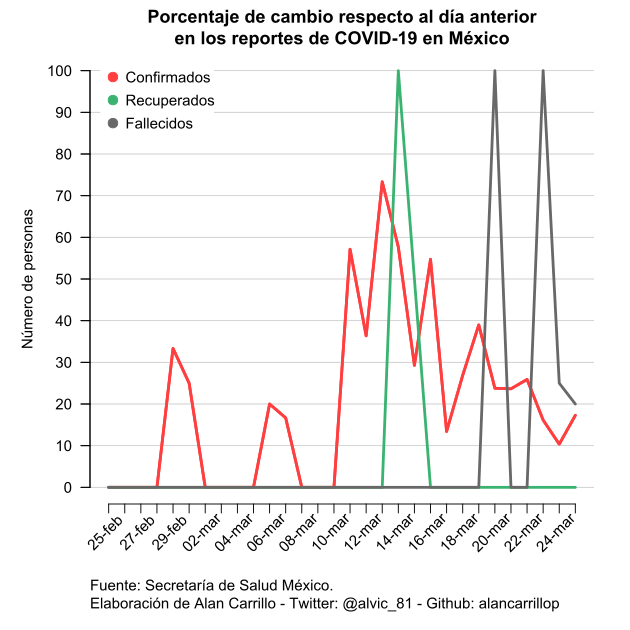 Porcentaje de cambio respecto al día anterior
en los reportes de COVID-19 en México
Confirmados
Recuperados
Fallecidos
Número de personas
100
90
80
70
60
50
40
30
20
10
0
25-feb
27-feb
29-feb
02-mar
04-mar
06-mar
08-mar
10-mar
12-mar
14-mar
16-mar
18-mar
20-mar
22-mar
24-mar
Fuente: Secretaría de Salud México.
Elaboración de Alan Carrillo - Twitter: @alvic_81 - Github: alancarrillop